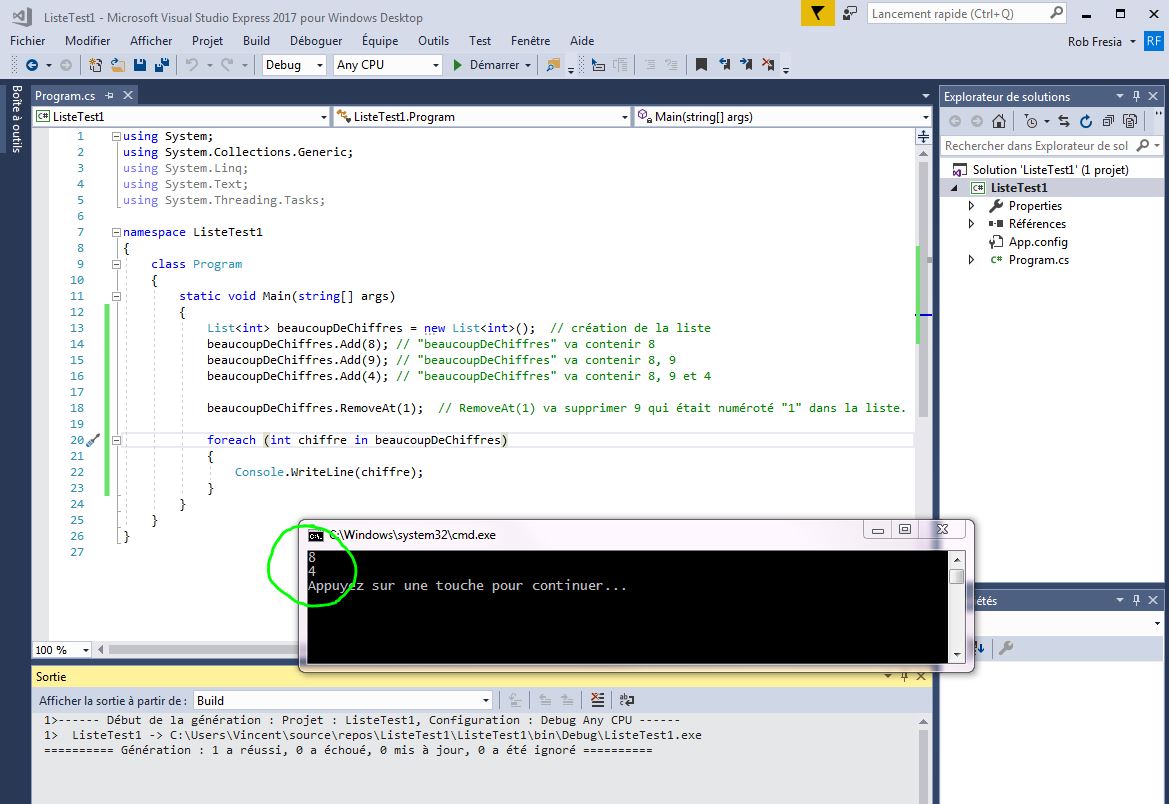 ListeTest1 - Microsoft Visual Studio Express 2017 pour Windows Desktop
Lancement rapide (Ctrl+Q)
Fichier Modifier Afficher Projet Build Déboguer Équipe Outils Test Fenêtre Aide
Rob Fresia RF
Debug Any CPU Démarrer
Boîte à outils
Program.cs
ListeTest1 ListeTest1.Program Main(string[] args)
1 using System;
2 using System.Collections.Generic;
3 using System.Linq;
4 using System.Text;
5 using System.Threading.Tasks;
6
7 namespace ListeTest1
8 {
9 class Program
10 {
11 static void Main(string[] args)
12 {
13 List<int> beaucoupDeChiffres = new List<int>(); // création de la liste
14 beaucoupDeChiffres.Add(8); // "beaucoupDeChiffres" va contenir 8
15 beaucoupDeChiffres.Add(9); // "beaucoupDeChiffres" va contenir 8, 9
16 beaucoupDeChiffres.Add(4); // "beaucoupDeChiffres" va contenir 8, 9 et 4
17
18 beaucoupDeChiffres.RemoveAt(1); // RemoveAt(1) va supprimer 9 qui était numéroté "1" dans la liste.
19
20 foreach (int chiffre in beaucoupDeChiffres)
21 {
22 Console.WriteLine(chiffre);
23 }
24 }
25 }
26 }
27
100 %
C:\Windows\system32\cmd.exe
8
4
Appuyez sur une touche pour continuer...
Explorateur de solutions
Rechercher dans Explorateur de sol
Solution 'ListeTest1' (1 projet)
C# ListeTest1
Properties
Références
App.config
C# Program.cs
étés
Sortie
Afficher la sortie à partir de : Build
1>------ Début de la génération : Projet : ListeTest1, Configuration : Debug Any CPU ------
1> ListeTest1 -> C:\Users\Vincent\source\repos\ListeTest1\ListeTest1\bin\Debug\ListeTest1.exe
========== Génération : 1 a réussi, 0 a échoué, 0 mis à jour, 0 a été ignoré ==========